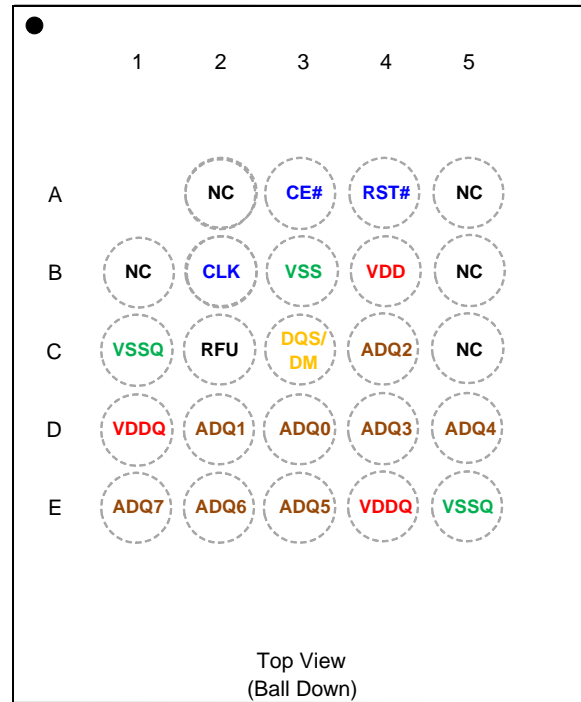 1 2 3 4 5
A NC CE# RST# NC
B NC CLK VSS VDD NC
C VSSQ RFU DQS/ DM ADQ2 NC
D VDDQ ADQ1 ADQ0 ADQ3 ADQ4
E ADQ7 ADQ6 ADQ5 VDDQ VSSQ
Top View
(Ball Down)